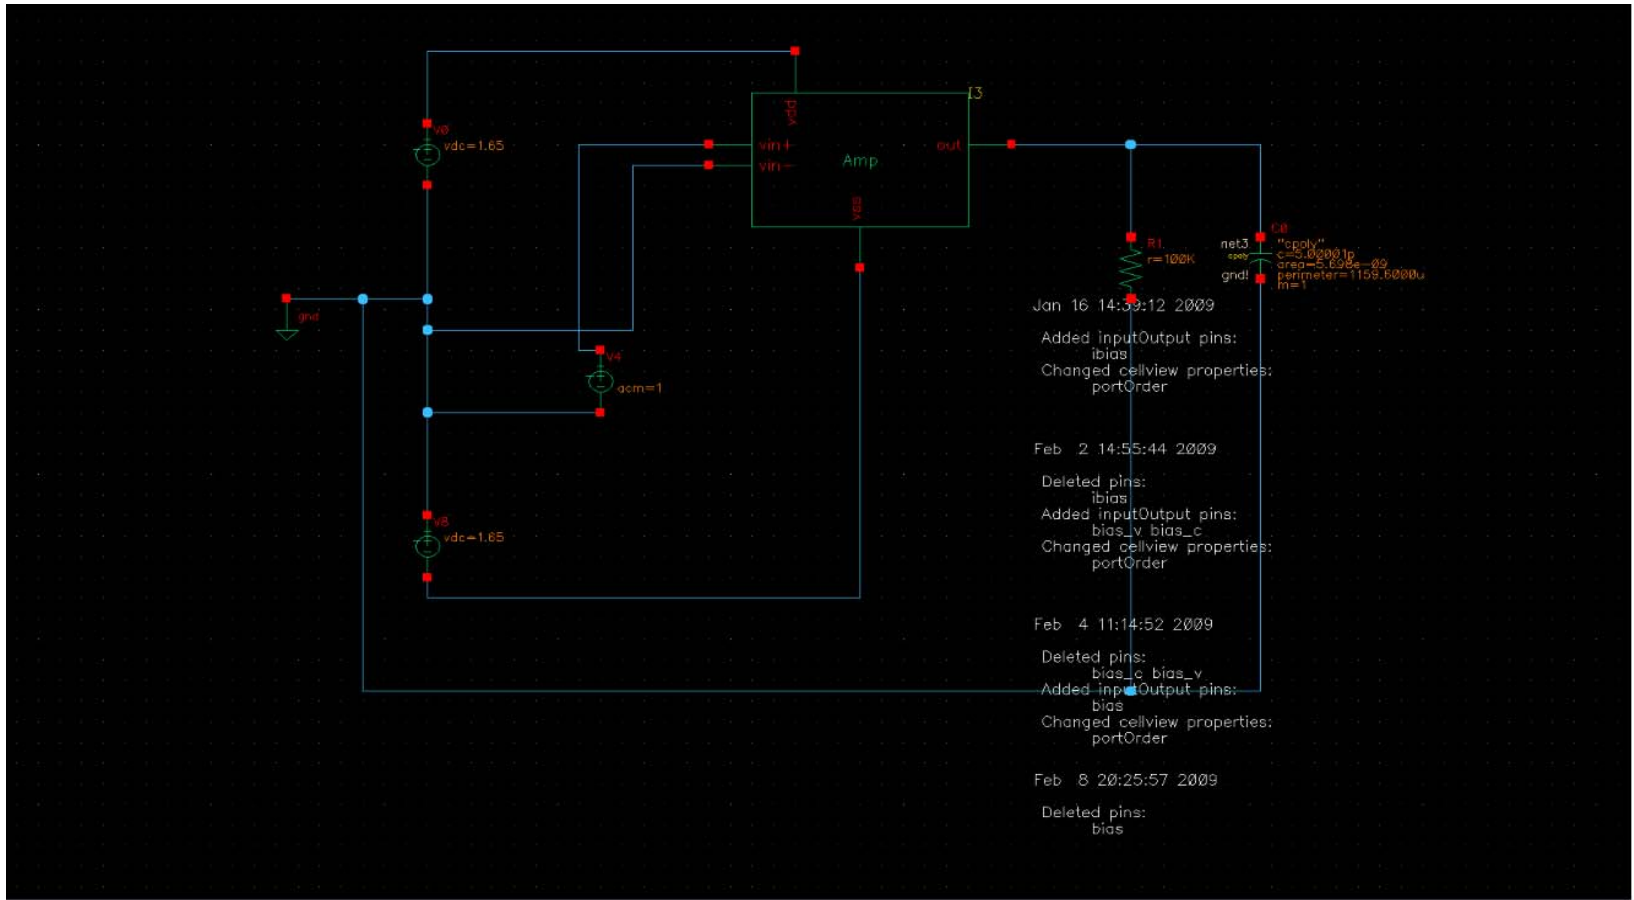 I3
vdd
V0
vdc=1.65
vin+
out
vin-
Amp
vss
R1
r=100K
C0
net3
"cpoly"
cpoly
c=5.00001p
area=5.698e-09
gnd!
perimeter=1159.6000u
m=1
gnd
V4
acm=1
V8
vdc=1.65
Jan 16 14:39:12 2009
Added inputOutput pins:
ibias
Changed cellview properties:
portOrder
Feb 2 14:55:44 2009
Deleted pins:
ibias
Added inputOutput pins:
bias_v bias_c
Changed cellview properties:
portOrder
Feb 4 11:14:52 2009
Deleted pins:
bias_c bias_v
Added inputOutput pins:
bias
Changed cellview properties:
portOrder
Feb 8 20:25:57 2009
Deleted pins:
bias